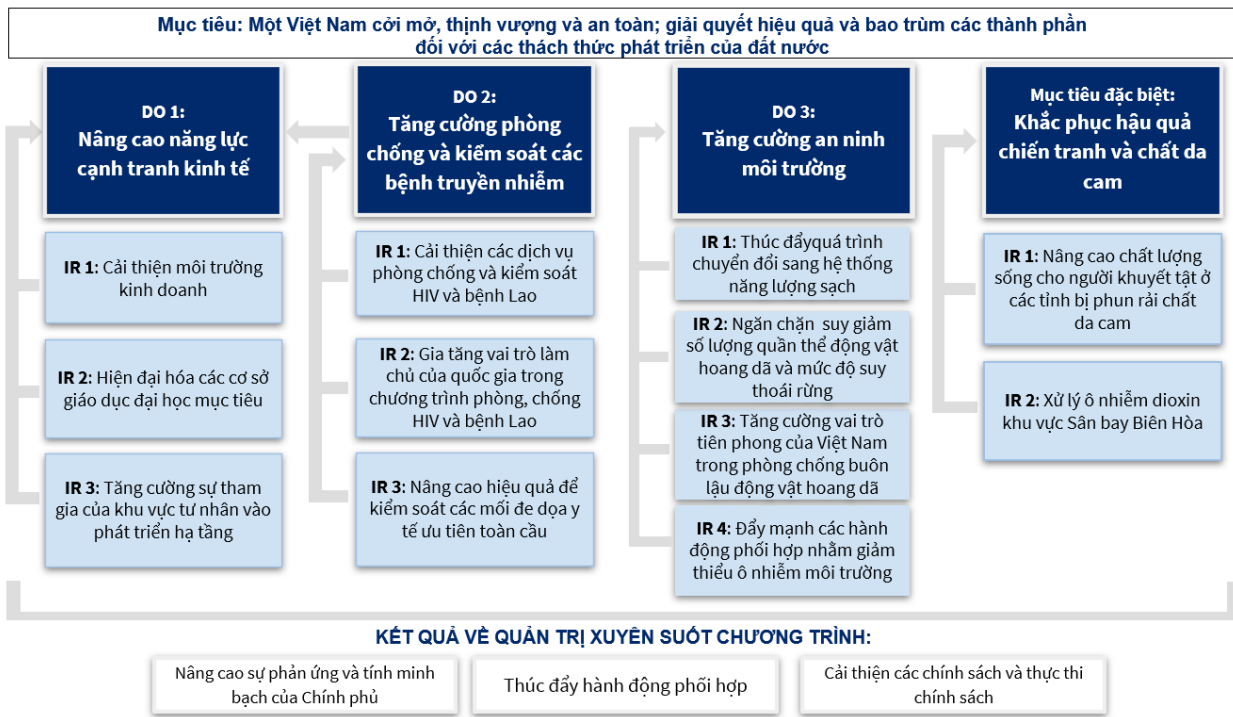 Mục tiêu: Một Việt Nam cởi mở, thịnh vượng và an toàn; giải quyết hiệu quả và bao trùm các thành phần
đối với các thách thức phát triển của đất nước
DO 1:
Nâng cao năng lực
cạnh tranh kinh tế
IR 1: Cải thiện môi trường
kinh doanh
IR 2: Hiện đại hóa các cơ sở
giáo dục đại học mục tiêu
IR 3: Tăng cường sự tham
gia của khu vực tư nhân vào
phát triển hạ tầng
DO 2:
Tăng cường phòng
chống và kiểm soát các
bệnh truyền nhiễm
IR 1: Cải thiện các dịch vụ
phòng chống và kiểm soát
HIV và bệnh Lao
IR 2: Gia tăng vai trò làm
chủ của quốc gia trong
chương trình phòng, chống
HIV và bệnh Lao
IR 3: Nâng cao hiệu quả để
kiểm soát các mối đe dọa y
tế ưu tiên toàn cầu
DO 3:
Tăng cường an ninh
môi trường
IR 1: Thúc đẩyquá trình
chuyển đổi sang hệ thống
năng lượng sạch
IR 2: Ngăn chặn suy giảm
số lượng quần thể động vật
hoang dã và mức độ suy
thoái rừng
IR 3: Tăng cường vai trò
tiên phong của Việt Nam
trong phòng chống buôn
lậu động vật hoang dã
IR 4: Đẩy mạnh các hành
động phối hợp nhằm giảm
thiểu ô nhiễm môi trường
Mục tiêu đặc biệt:
Khắc phục hậu quả
chiến tranh và chất da
cam
IR 1: Nâng cao chất lượng
sống cho người khuyết tật ở
các tỉnh bị phun rải chất
da cam
IR 2: Xử lý ô nhiễm dioxin
khu vực Sân bay Biên Hòa
KẾT QUẢ VỀ QUẢN TRỊ XUYÊN SUỐT CHƯƠNG TRÌNH:
Nâng cao sự phản ứng và tính minh
bạch của Chính phủ
Thúc đẩy hành động phối hợp
Cải thiện các chính sách và thực thi
chính sách